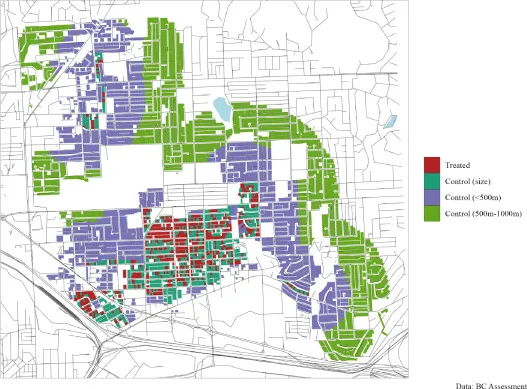 Treated
Control (size)
Control (<500m)
Control (500m-1000m)
Data: BC Assessment